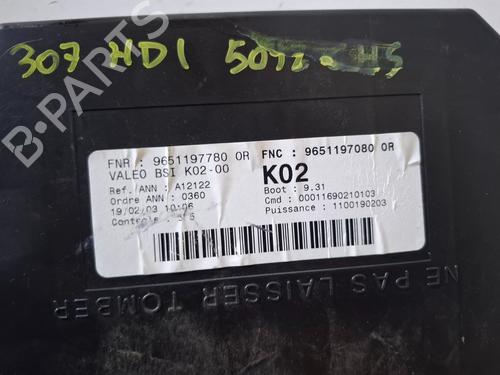 307 HDI
FNR : 9651197780 0R FNC : 9651197080 0R
VALEO BSI K02-00 K02
Ref. ANN : A12122 Boot : 9.31
Ordre ANN : 0360 Cmd : 00011690210103
19/02/03 10:06 Puissance : 1100190203
NE PAS LAISSER TOMBER
B-PARTS